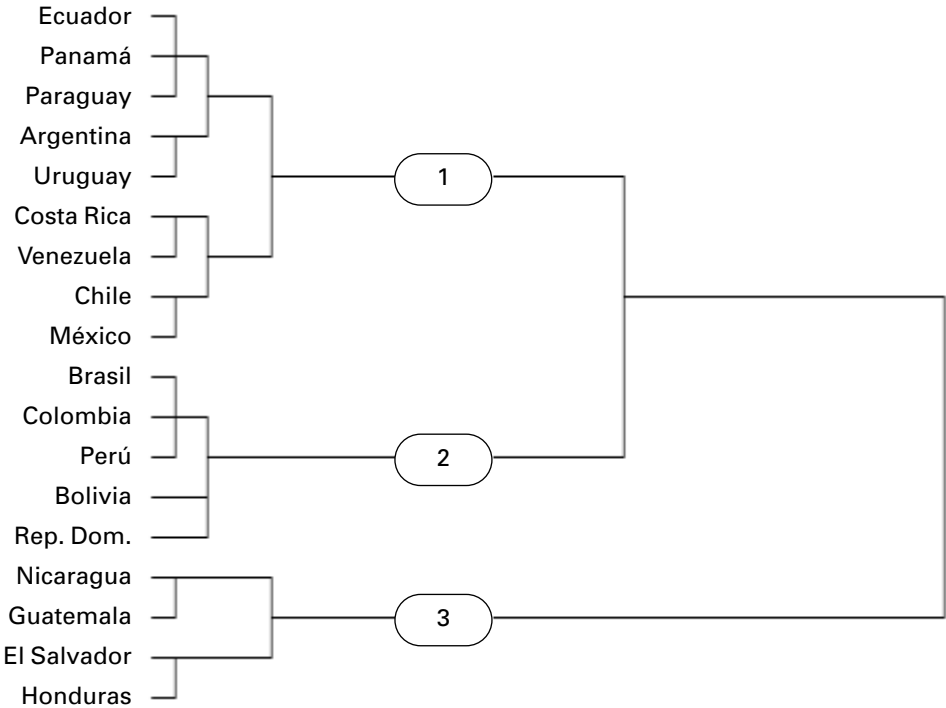 Ecuador
Panamá
Paraguay
Argentina
Uruguay
1
Costa Rica
Venezuela
Chile
México
Brasil
Colombia
Perú
2
Bolivia
Rep. Dom.
Nicaragua
Guatemala
3
El Salvador
Honduras